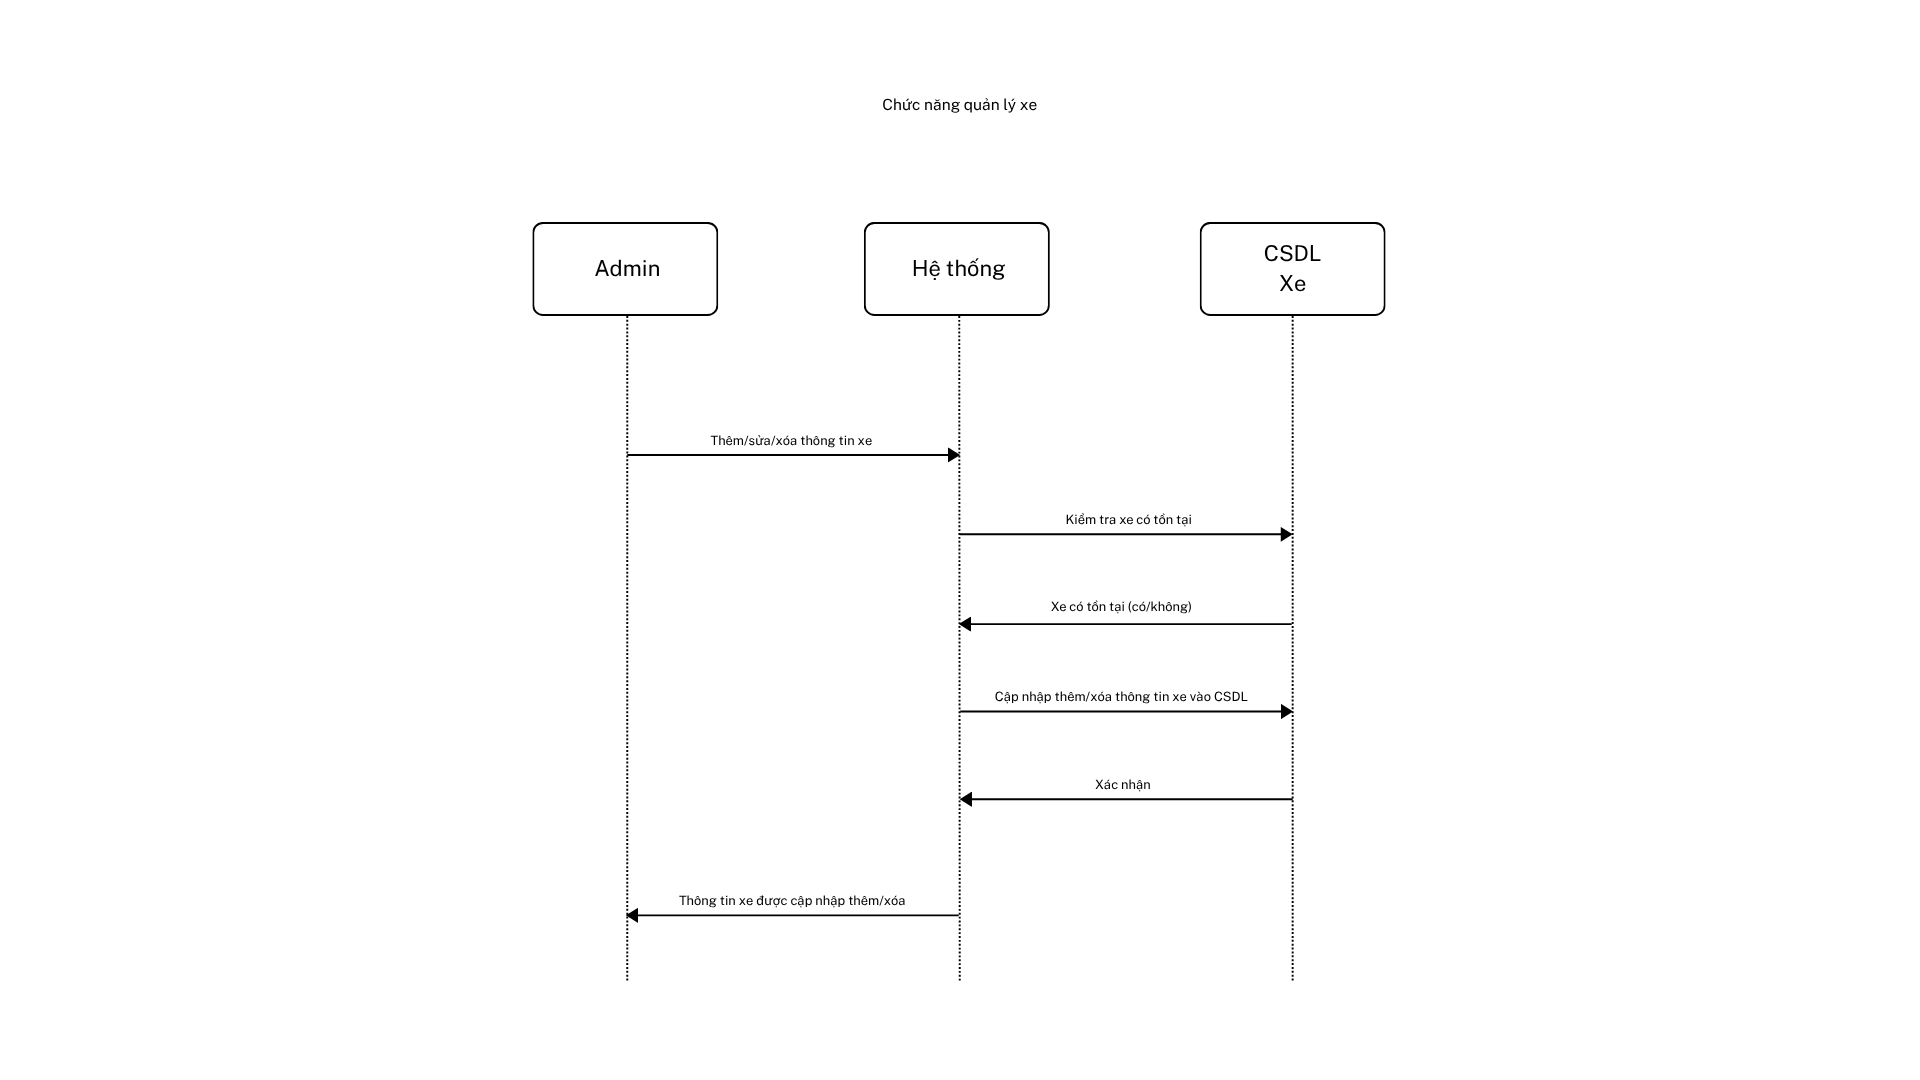 Chức năng quản lý xe
Admin
Hệ thống
CSDL
Xe
Thêm/sửa/xóa thông tin xe
Kiểm tra xe có tồn tại
Xe có tồn tại (có/không)
Cập nhập thêm/xóa thông tin xe vào CSDL
Xác nhận
Thông tin xe được cập nhập thêm/xóa